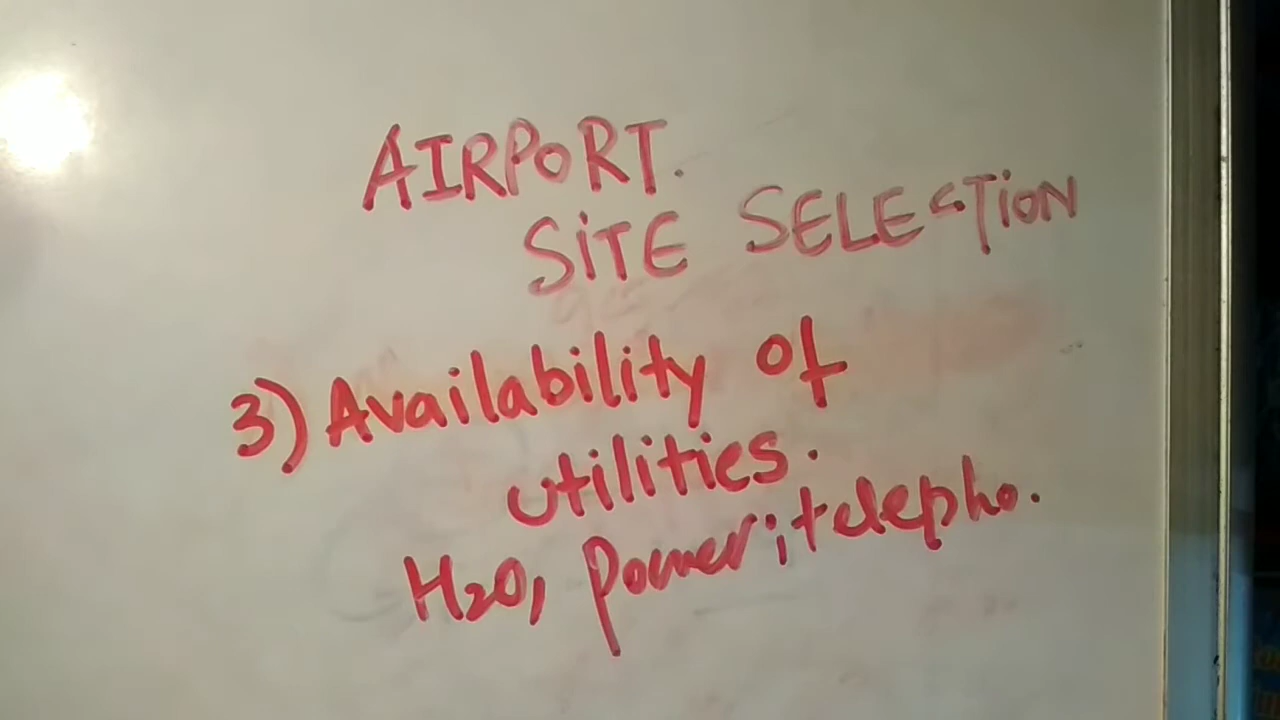 AIRPORT.
SITE SELECTION
3) Availability of
utilities.
H2O, power, telepho.